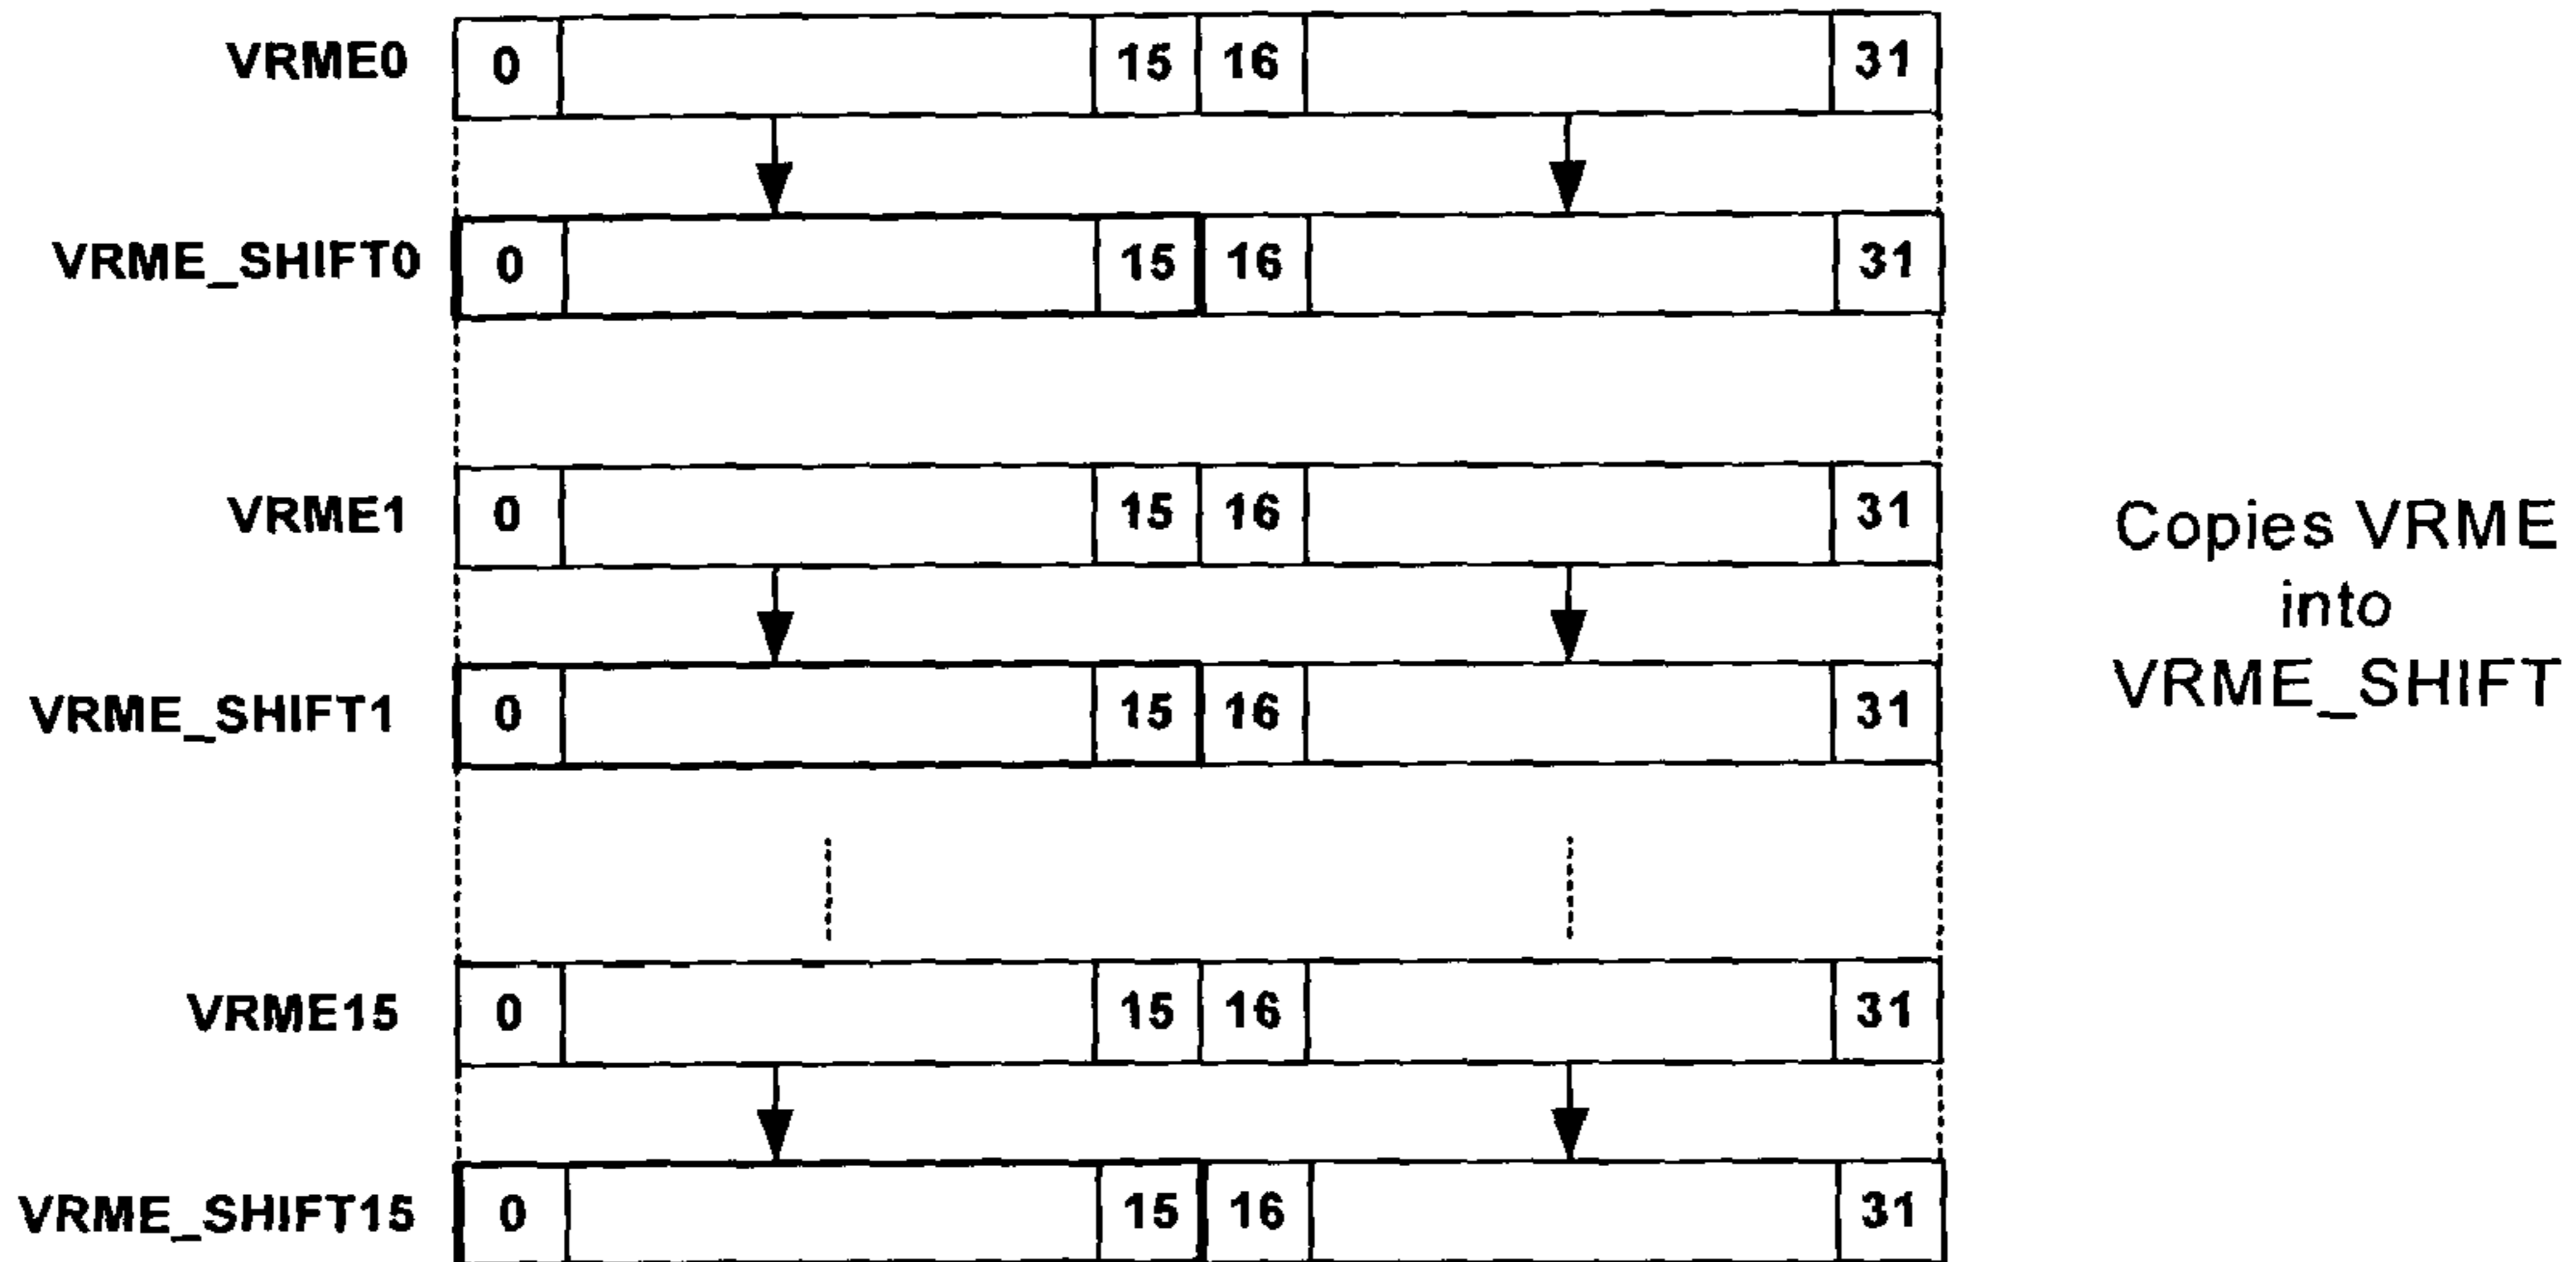 VRME0 0 15 16 31
VRME_SHIFT0 0 15 16 31
VRME1 0 15 16 31
VRME_SHIFT1 0 15 16 31
VRME15 0 15 16 31
VRME_SHIFT15 0 15 16 31
Copies VRME
into
VRME_SHIFT